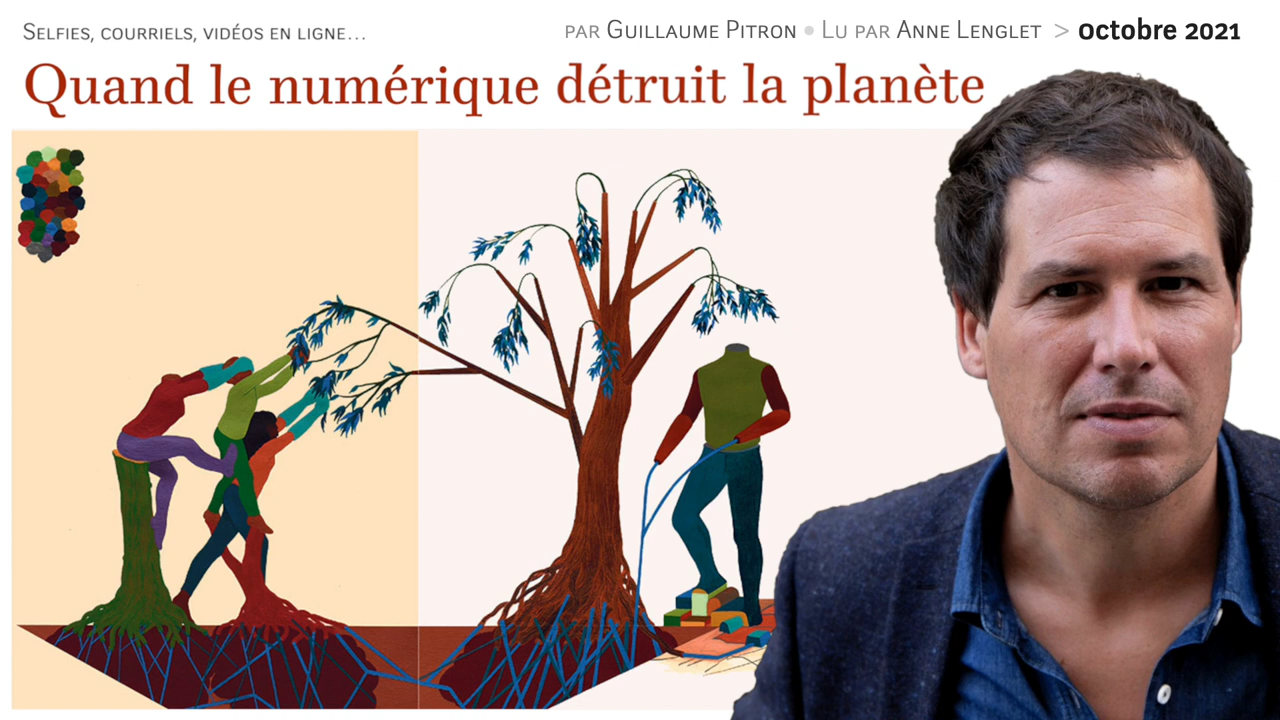 Selfies, courriels, vidéos en ligne…
par Guillaume Pitron • Lu par Anne Lenglet > octobre 2021
Quand le numérique détruit la planète